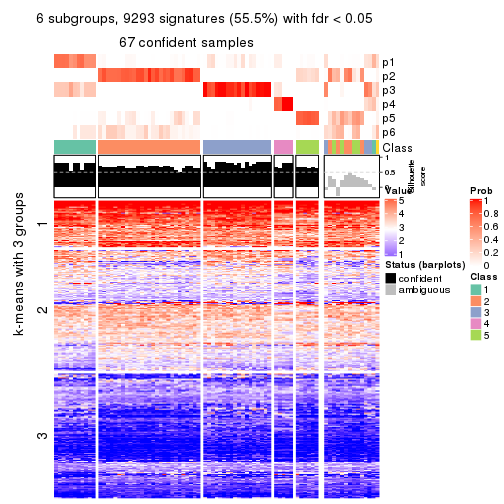 6 subgroups, 9293 signatures (55.5%) with fdr < 0.05
67 confident samples
p1
p2
p3
p4
p5
p6
Class
1
0.5
0
Silhouette
score
k-means with 3 groups
1
2
3
Value
5
4
3
2
1
Status (barplots)
confident
ambiguous
Prob
1
0.8
0.6
0.4
0.2
0
Class
1
2
3
4
5